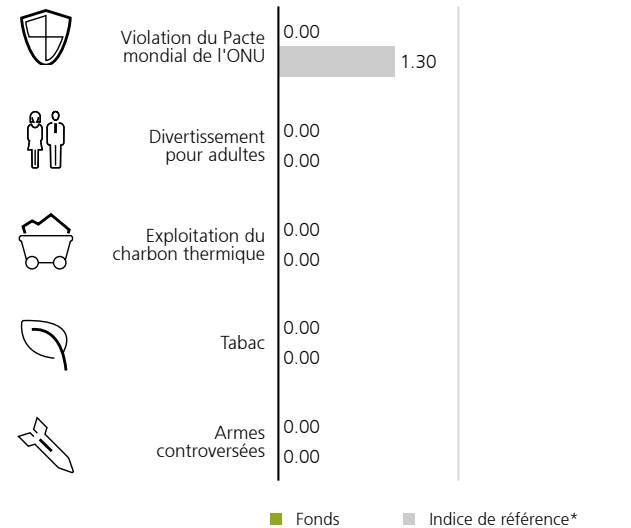 Violation du Pacte
mondial de l'ONU
0.00
1.30
Divertissement
pour adultes
0.00
0.00
Exploitation du
charbon thermique
0.00
0.00
Tabac
0.00
0.00
Armes
controversées
0.00
0.00
Fonds
Indice de référence*